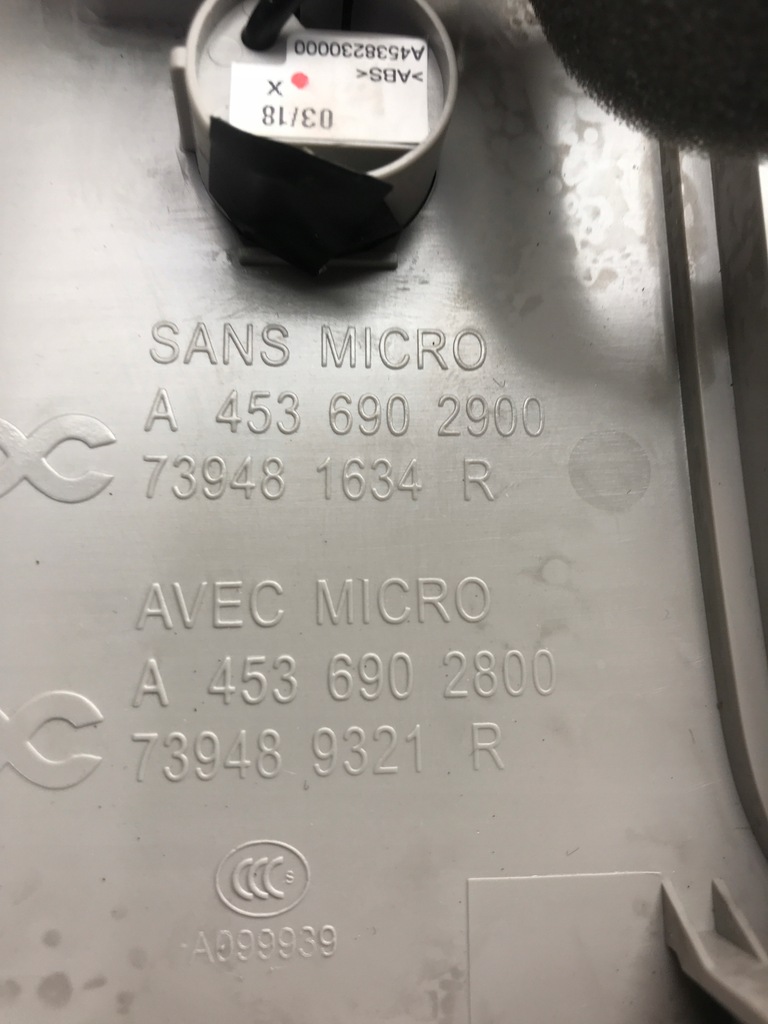 A4538230000
>ABS<
X
03/18
SANS MICRO
A 453 690 2900
73948 1634 R
AVEC MICRO
A 453 690 2800
73948 9321 R
CCC S
A099939